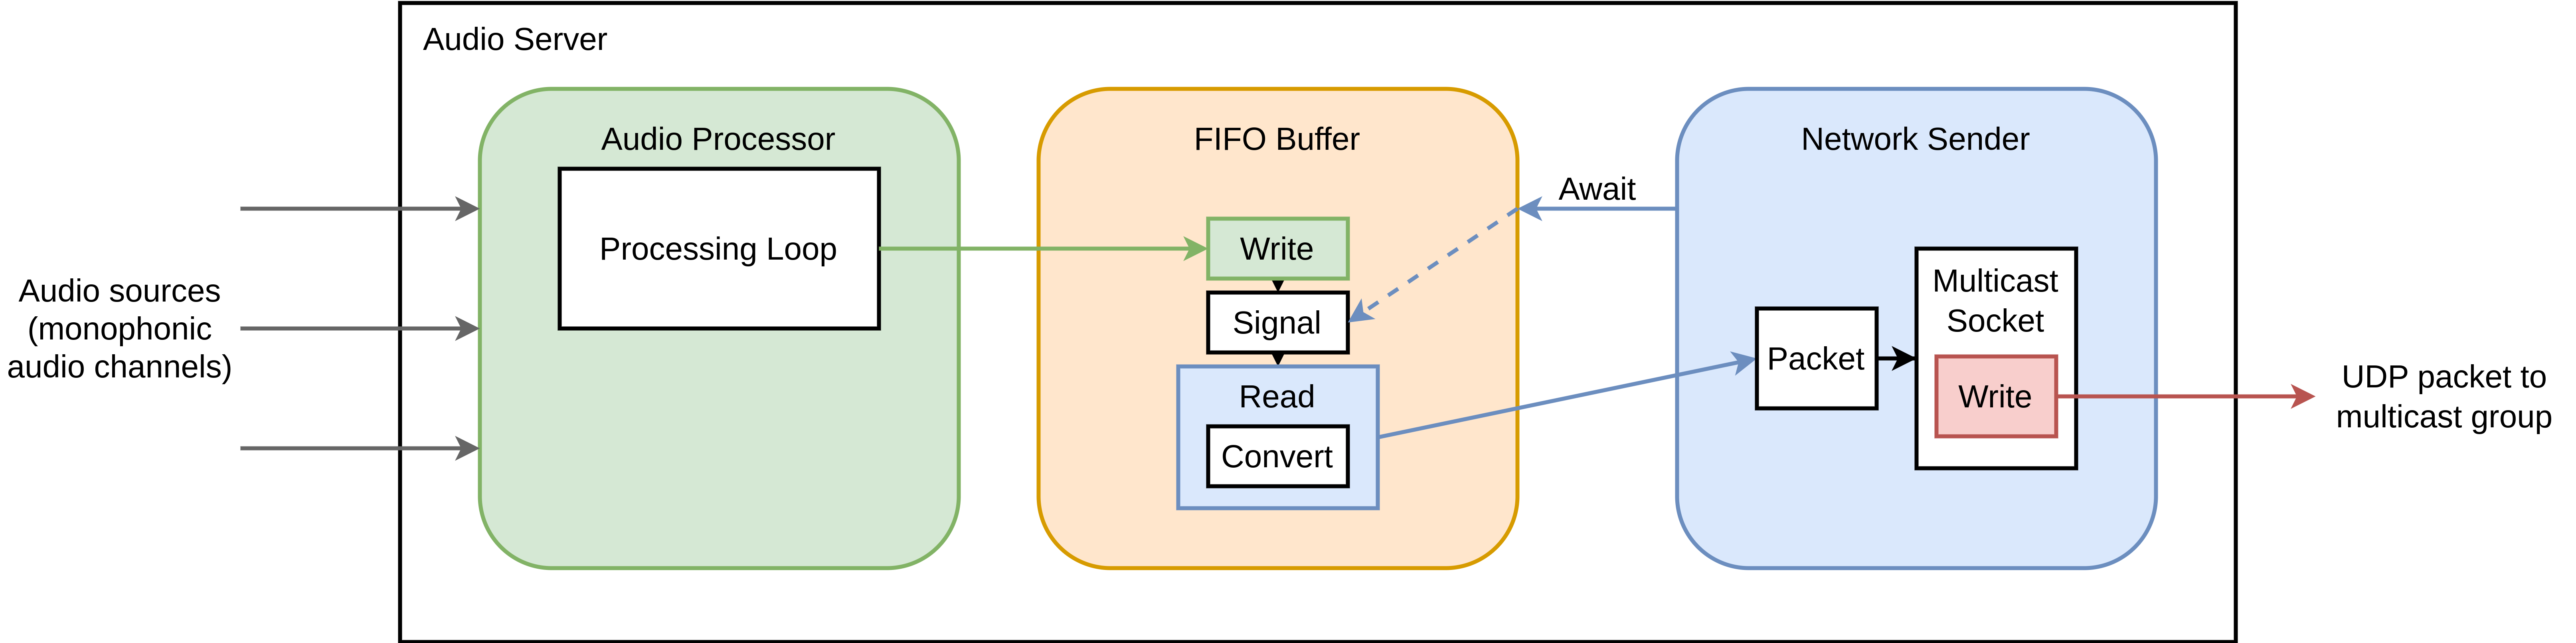 Audio Server
Audio sources
(monophonic
audio channels)
Audio Processor
Processing Loop
FIFO Buffer
Write
Signal
Read
Convert
Await
Network Sender
Packet
Multicast
Socket
Write
UDP packet to
multicast group